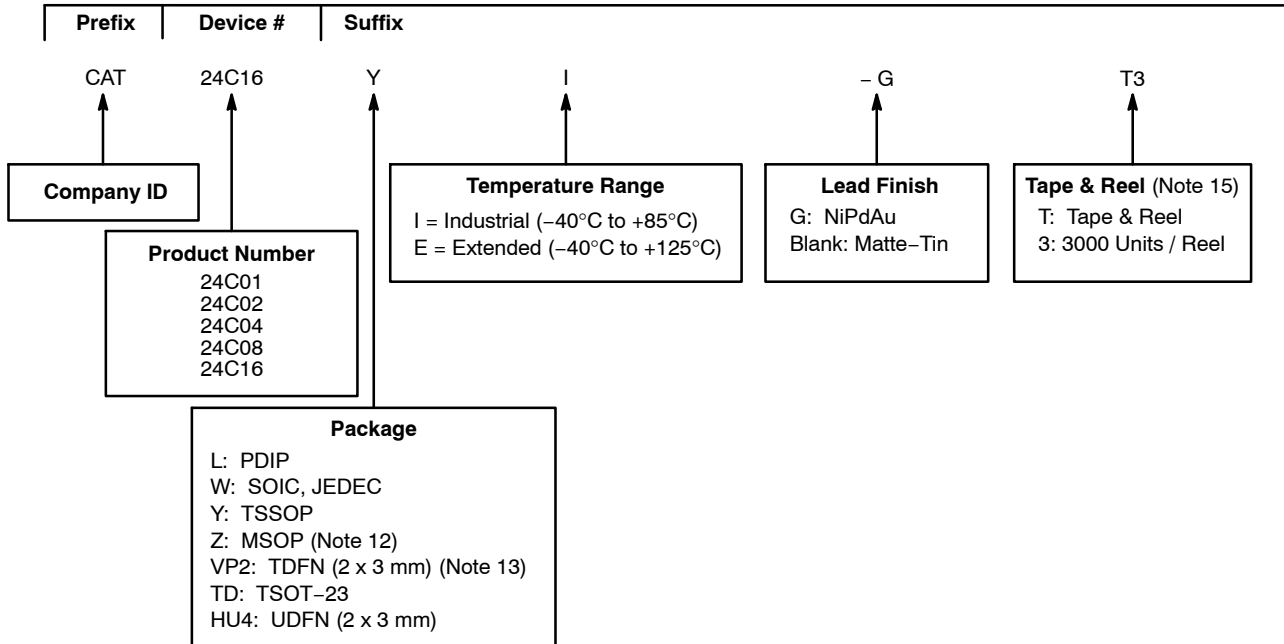 Prefix Device # Suffix
CAT 24C16 Y I – G T3
Company ID
Product Number
24C01
24C02
24C04
24C08
24C16
Package
L: PDIP
W: SOIC, JEDEC
Y: TSSOP
Z: MSOP (Note 12)
VP2: TDFN (2 x 3 mm) (Note 13)
TD: TSOT−23
HU4: UDFN (2 x 3 mm)
Temperature Range
I = Industrial (−40°C to +85°C)
E = Extended (−40°C to +125°C)
Lead Finish
G: NiPdAu
Blank: Matte−Tin
Tape & Reel (Note 15)
T: Tape & Reel
3: 3000 Units / Reel